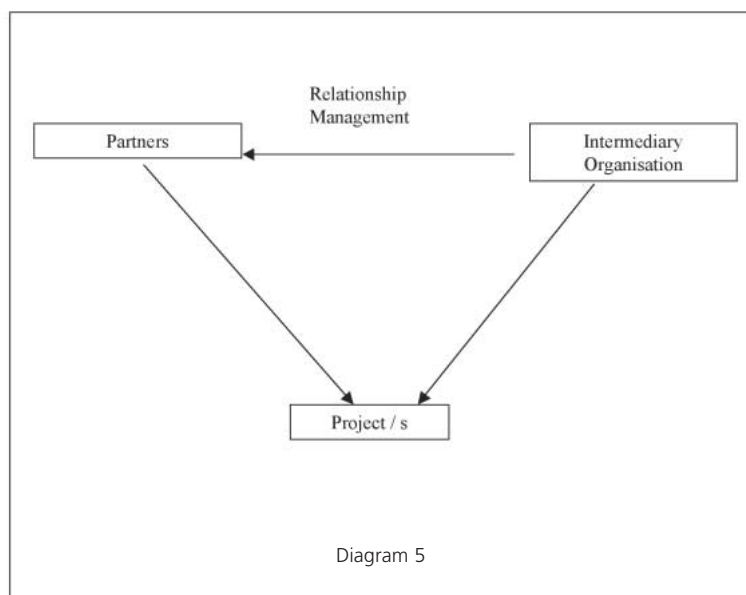 Relationship
Management
Partners
Intermediary
Organisation
Project / s
Diagram 5